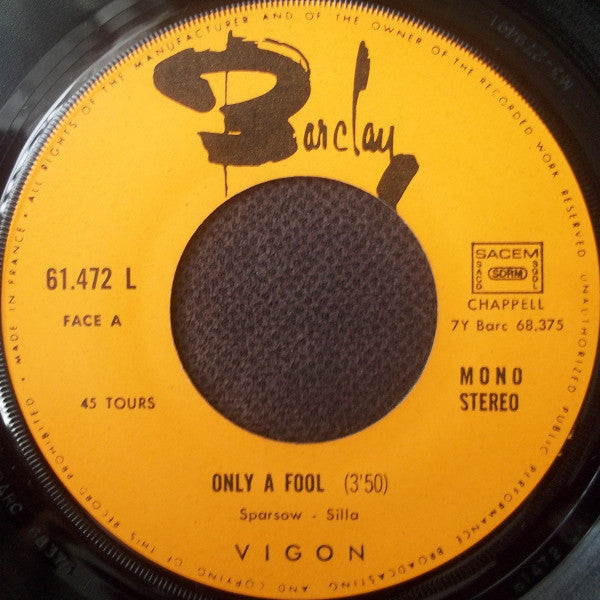 ALL RIGHTS OF THE MANUFACTURER AND OF THE OWNER OF THE RECORDED WORK RESERVED
UNAUTHORIZED PUBLIC PERFORMANCE BROADCASTING AND COPYING OF THIS RECORD PROHIBITED • MADE IN FRANCE •
Barclay
61.472 L
FACE A
45 TOURS
SACEM
SACD SDRM SGDL
CHAPPELL
7Y Barc 68.375
MONO
STEREO
ONLY A FOOL (3'50)
Sparsow - Silla
VIGON